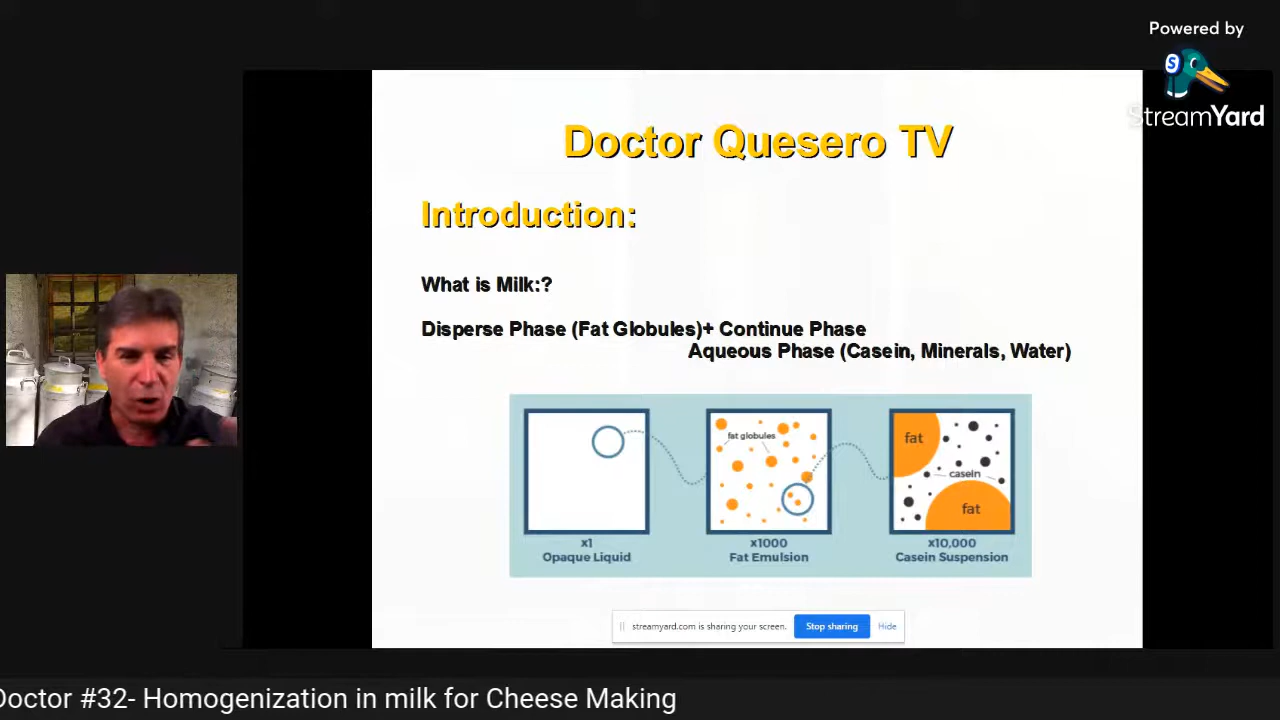 Powered by
StreamYard
Doctor Quesero TV
Introduction:
What is Milk:?
Disperse Phase (Fat Globules)+ Continue Phase
Aqueous Phase (Casein, Minerals, Water)
fat globules
fat
casein
fat
x1
Opaque Liquid
x1000
Fat Emulsion
x10,000
Casein Suspension
streamyard.com is sharing your screen.
Stop sharing
Hide
Doctor #32- Homogenization in milk for Cheese Making